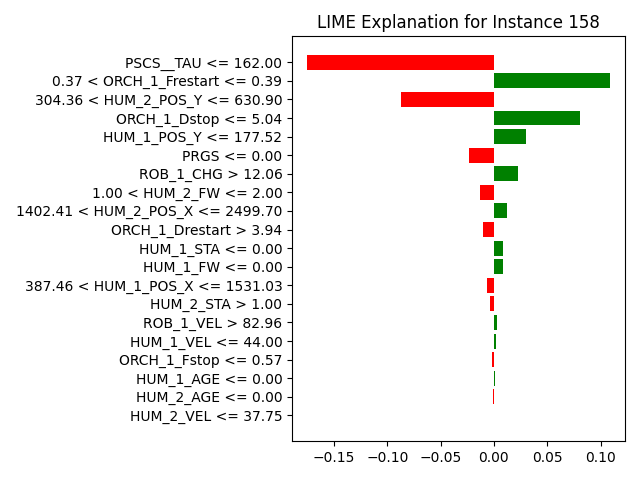 LIME Explanation for Instance 158
PSCS__TAU <= 162.00
0.37 < ORCH_1_Frestart <= 0.39
304.36 < HUM_2_POS_Y <= 630.90
ORCH_1_Dstop <= 5.04
HUM_1_POS_Y <= 177.52
PRGS <= 0.00
ROB_1_CHG > 12.06
1.00 < HUM_2_FW <= 2.00
1402.41 < HUM_2_POS_X <= 2499.70
ORCH_1_Drestart > 3.94
HUM_1_STA <= 0.00
HUM_1_FW <= 0.00
387.46 < HUM_1_POS_X <= 1531.03
HUM_2_STA > 1.00
ROB_1_VEL > 82.96
HUM_1_VEL <= 44.00
ORCH_1_Fstop <= 0.57
HUM_1_AGE <= 0.00
HUM_2_AGE <= 0.00
HUM_2_VEL <= 37.75
−0.15 −0.10 −0.05 0.00 0.05 0.10